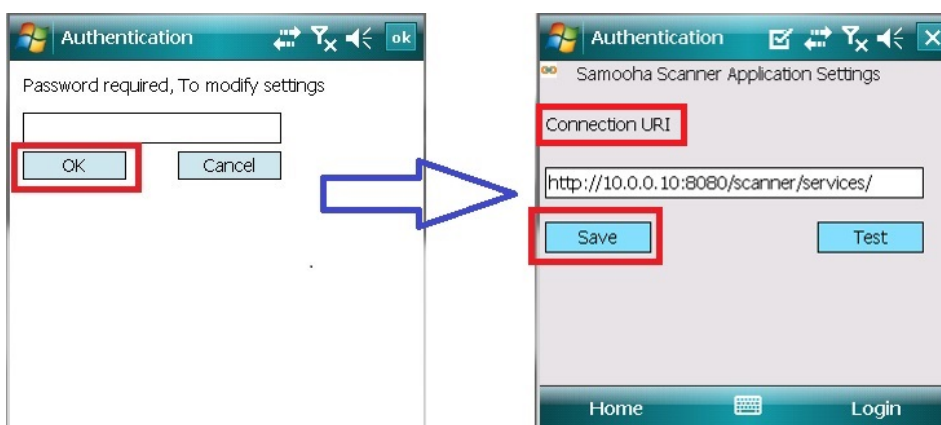 Authentication
ok
Password required, To modify settings
OK
Cancel
Authentication
Samooha Scanner Application Settings
Connection URI
http://10.0.0.10:8080/scanner/services/
Save
Test
Home
Login